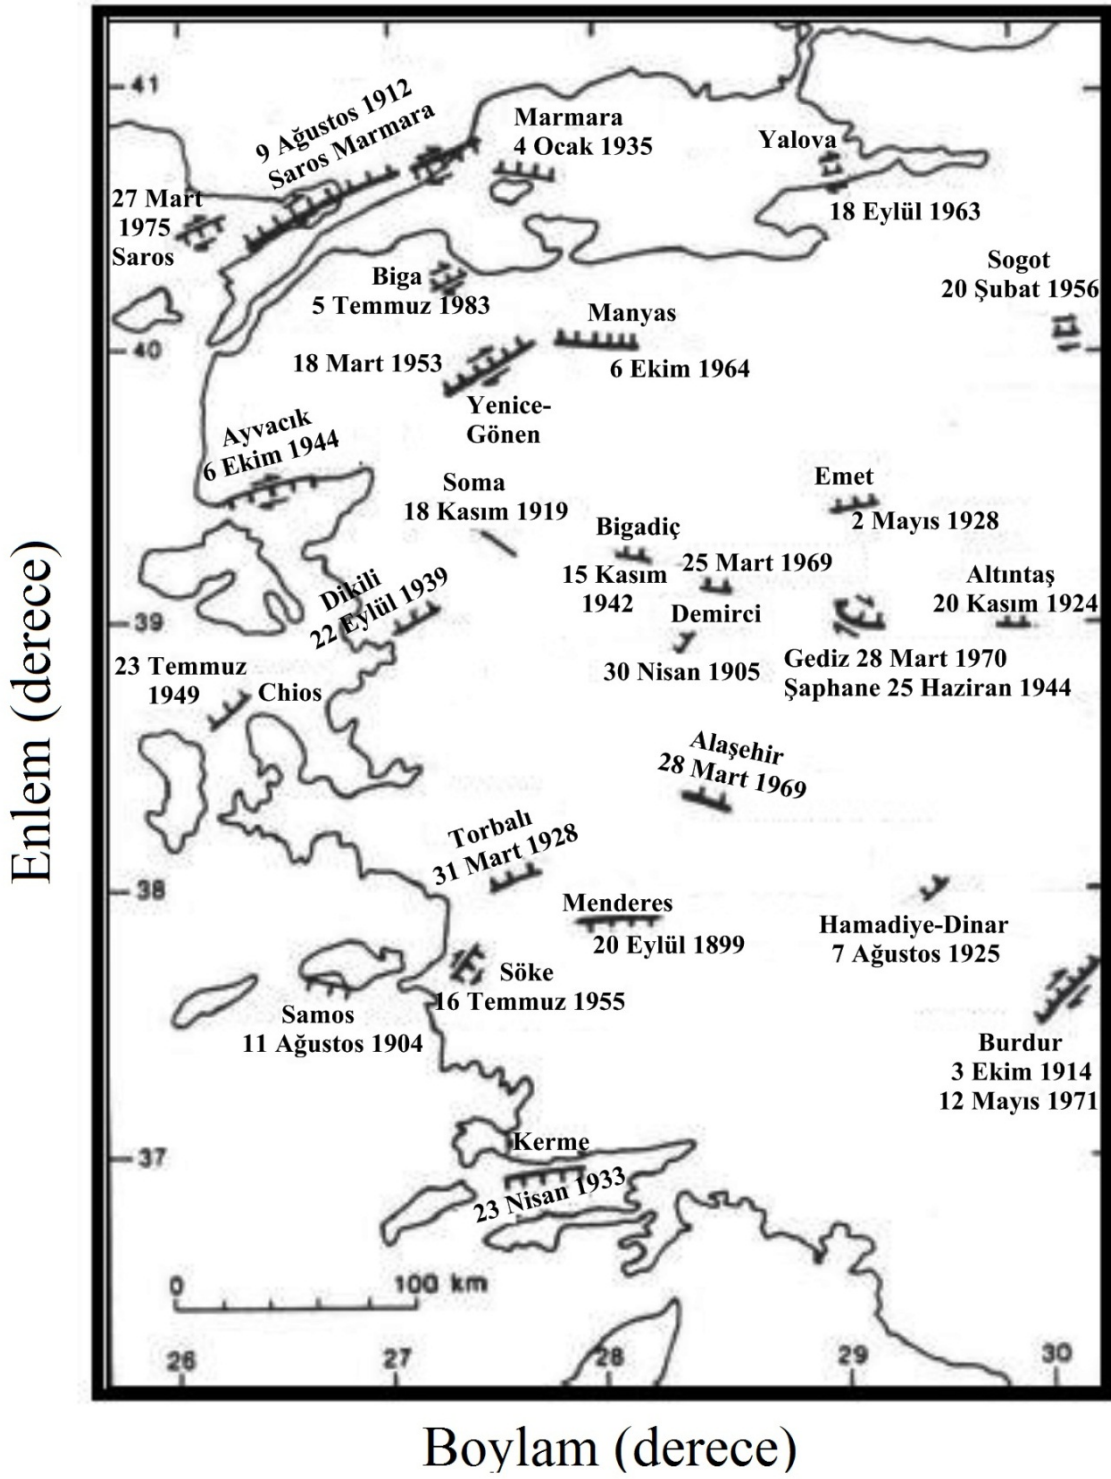 41
9 Ağustos 1912
Saros Marmara
Marmara
4 Ocak 1935
Yalova
18 Eylül 1963
27 Mart
1975
Saros
Biga
5 Temmuz 1983
Sogot
20 Şubat 1956
Manyas
6 Ekim 1964
40
18 Mart 1953
Yenice-
Gönen
Ayvacık
6 Ekim 1944
Soma
18 Kasım 1919
Emet
2 Mayıs 1928
Bigadiç
15 Kasım
1942
25 Mart 1969
Demirci
30 Nisan 1905
Altıntaş
20 Kasım 1924
Dikili
22 Eylül 1939
39
Gediz 28 Mart 1970
Şaphane 25 Haziran 1944
23 Temmuz
1949
Chios
Alaşehir
28 Mart 1969
Torbalı
31 Mart 1928
38
Menderes
20 Eylül 1899
Hamadiye-Dinar
7 Ağustos 1925
Söke
16 Temmuz 1955
Samos
11 Ağustos 1904
Burdur
3 Ekim 1914
12 Mayıs 1971
37
Kerme
23 Nisan 1933
0 100 km
26 27 28 29 30
Enlem (derece)
Boylam (derece)